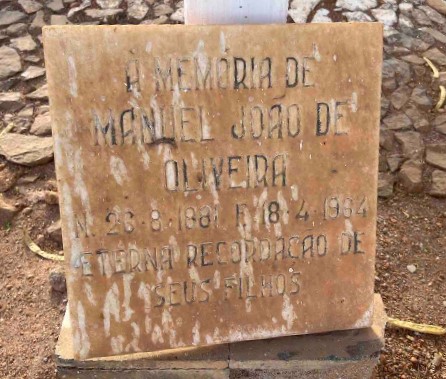 À MEMÓRIA DE
MANUEL JOÃO DE
OLIVEIRA
N. 26-8-1881 F. 18-4-1964
ETERNA RECORDAÇÃO DE
SEUS FILHOS